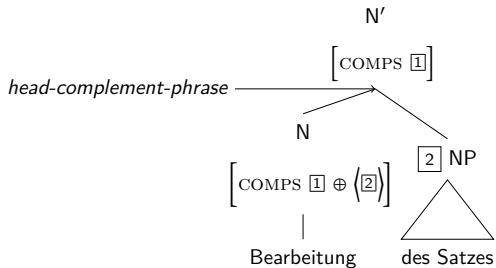 N′
[COMPS 1]
head-complement-phrase
N
2 NP
[COMPS 1 ⊕ ⟨2⟩]
Bearbeitung des Satzes